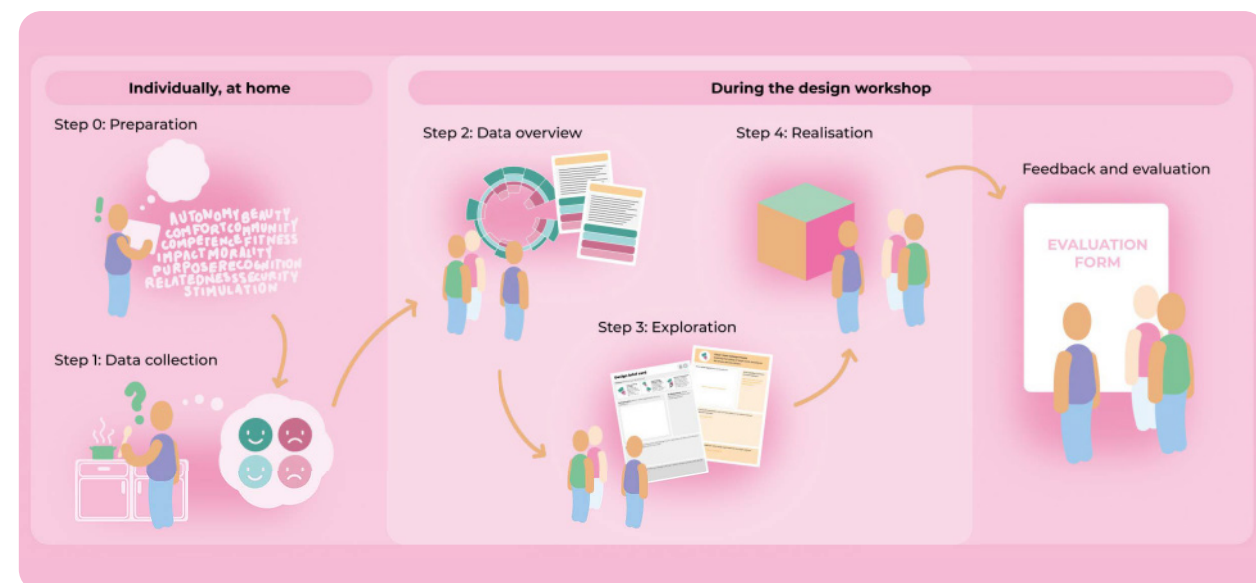 Individually, at home
During the design workshop
Step 0: Preparation
AUTONOMY BEAUTY
COMFORT COMMUNITY
COMPETENCE FITNESS
IMPACT MORALITY
PURPOSE RECOGNITION
RELATEDNESS SECURITY
STIMULATION
Step 1: Data collection
Step 2: Data overview
Step 3: Exploration
Step 4: Realisation
Feedback and evaluation
EVALUATION
FORM